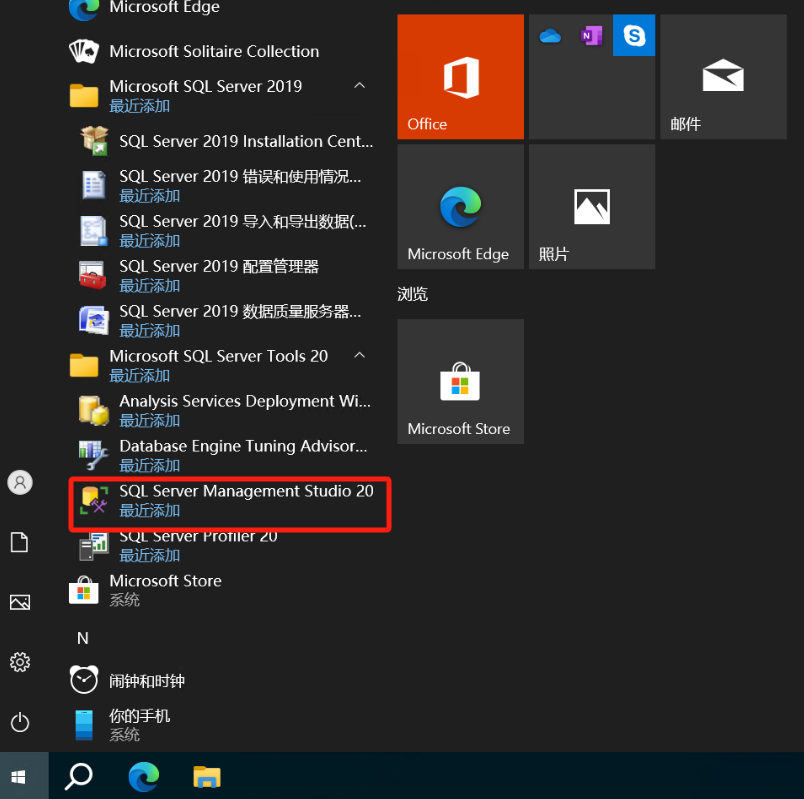 Microsoft Edge
Microsoft Solitaire Collection
Microsoft SQL Server 2019
最近添加
SQL Server 2019 Installation Cent...
SQL Server 2019 错误和使用情况...
最近添加
SQL Server 2019 导入和导出数据(...
最近添加
SQL Server 2019 配置管理器
最近添加
SQL Server 2019 数据质量服务器...
最近添加
Microsoft SQL Server Tools 20
最近添加
Analysis Services Deployment Wi...
最近添加
Database Engine Tuning Advisor...
最近添加
SQL Server Management Studio 20
最近添加
SQL Server Profiler 20
最近添加
Microsoft Store
系统
N
闹钟和时钟
你的手机
系统
Office
邮件
Microsoft Edge
照片
浏览
Microsoft Store